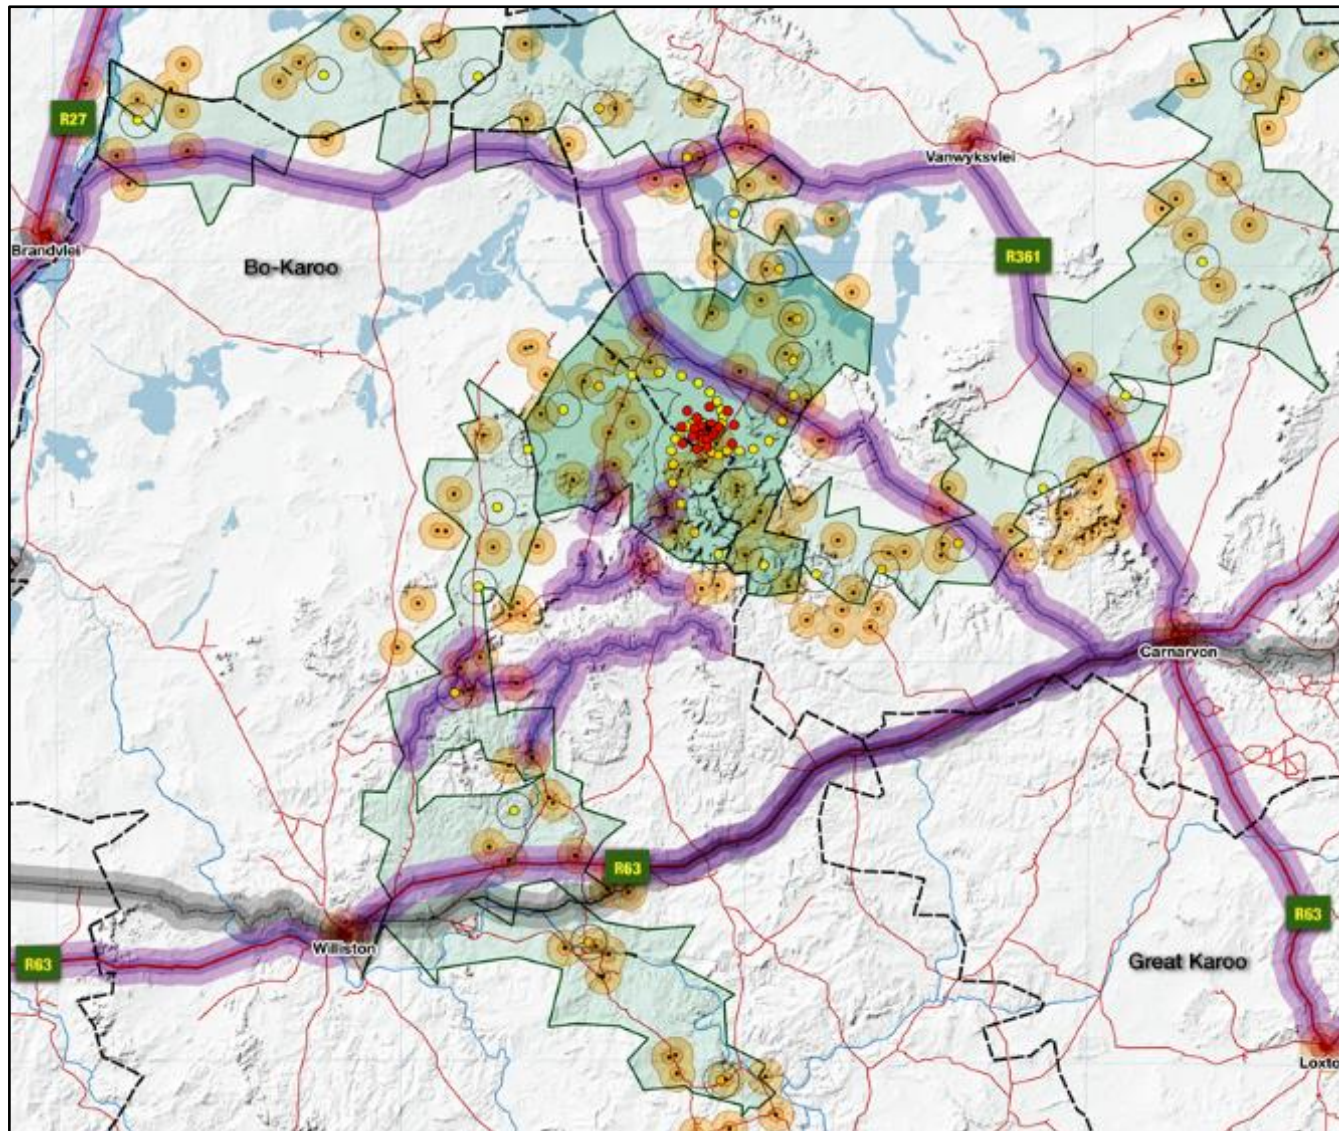 R27
Vanwyksvlei
Brandvlei
Bo-Karoo
R361
Carnarvon
R63
R63
Williston
R63
Great Karoo
Loxto